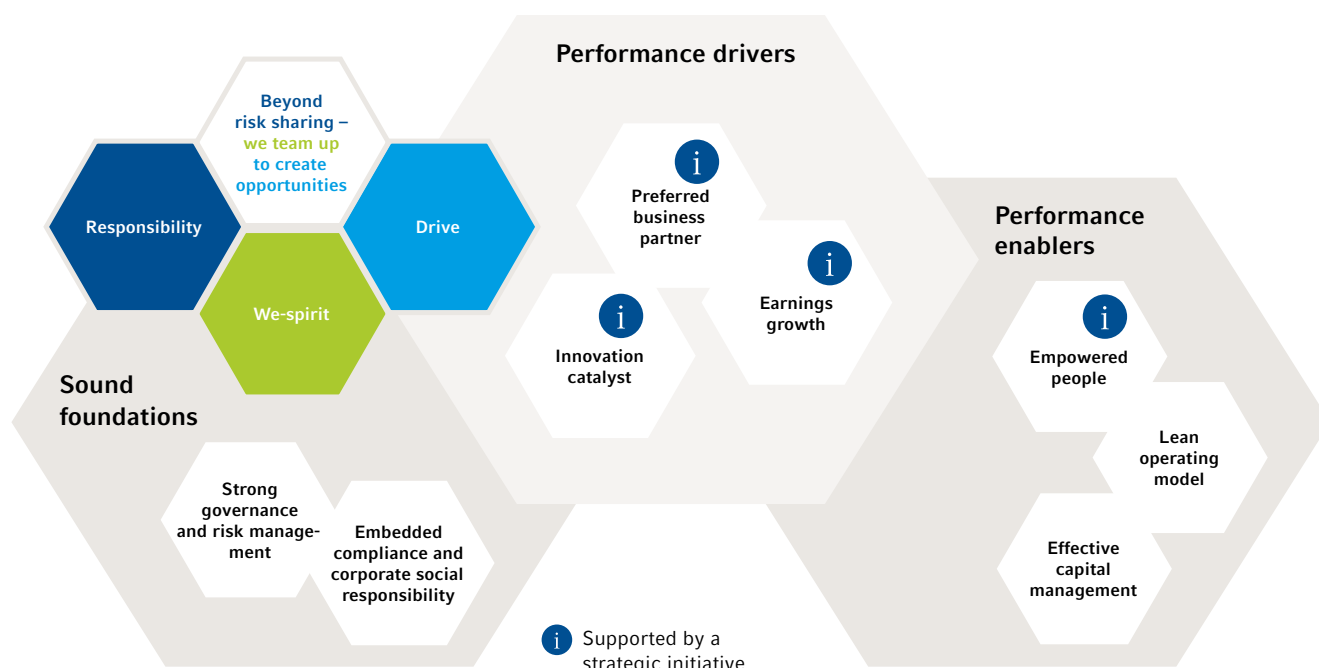 Performance drivers
Beyond
risk sharing –
we team up
to create
opportunities
Responsibility
Drive
We-spirit
i
Preferred
business
partner
i
Earnings
growth
i
Innovation
catalyst
Performance
enablers
i
Empowered
people
Lean
operating
model
Effective
capital
management
Sound
foundations
Strong
governance
and risk manage-
ment
Embedded
compliance and
corporate social
responsibility
i Supported by a
strategic initiative